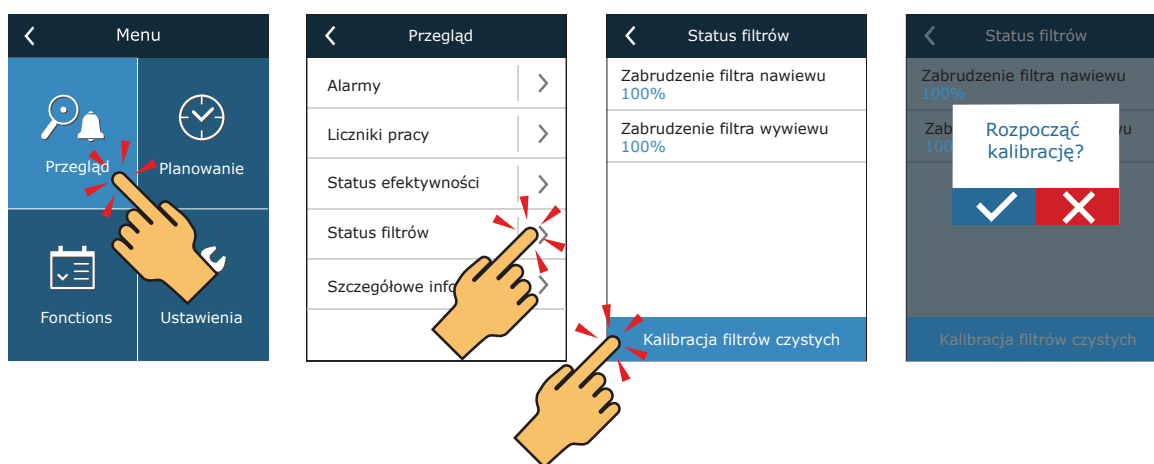 Menu
Przegląd
Planowanie
Fonctions
Ustawienia
Przegląd
Alarmy
Liczniki pracy
Status efektywności
Status filtrów
Szczegółowe
Status filtrów
Zabrudzenie filtra nawiewu
100%
Zabrudzenie filtra wywiewu
100%
Kalibracja filtrów czystych
Status filtrów
Zabrudzenie filtra nawiewu
100%
Rozpocząć
kalibrację?
Kalibracja filtrów czystych